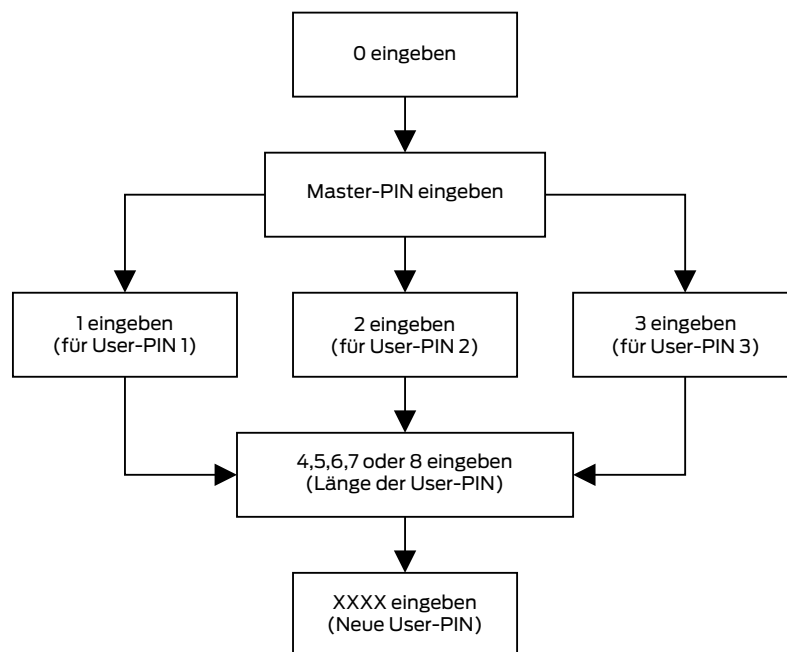 0 eingeben
Master-PIN eingeben
1 eingeben
(für User-PIN 1)
2 eingeben
(für User-PIN 2)
3 eingeben
(für User-PIN 3)
4,5,6,7 oder 8 eingeben
(Länge der User-PIN)
XXXX eingeben
(Neue User-PIN)